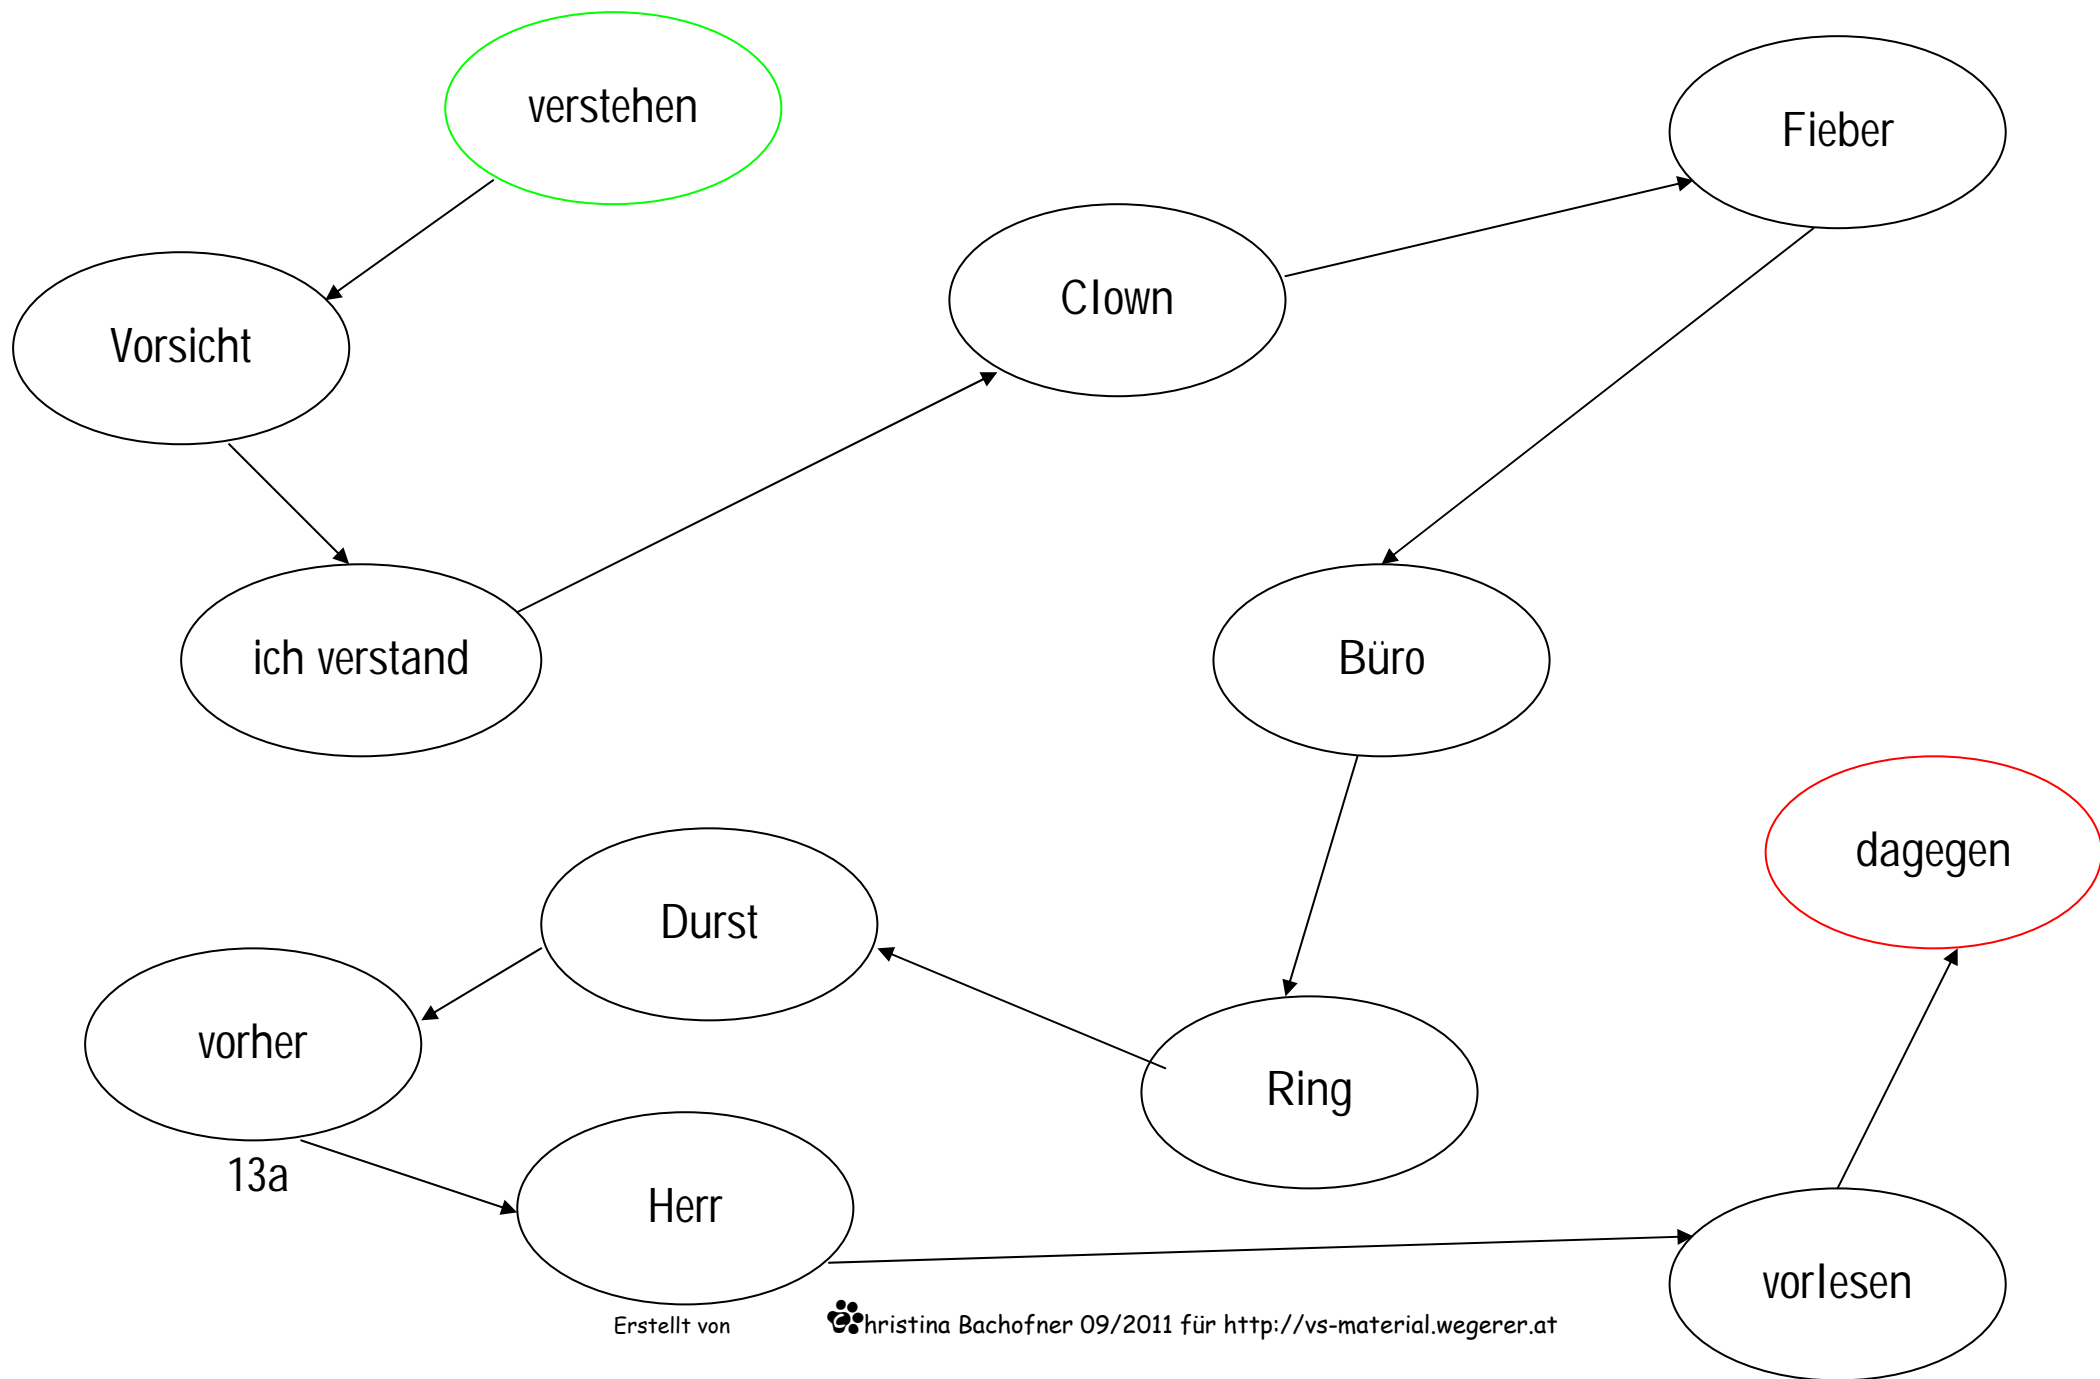 verstehen
Fieber
Clown
Vorsicht
ich verstand
Büro
dagegen
Durst
vorher
Ring
13a
Herr
vorlesen
Erstellt von Christina Bachofner 09/2011 für http://vs-material.wegerer.at